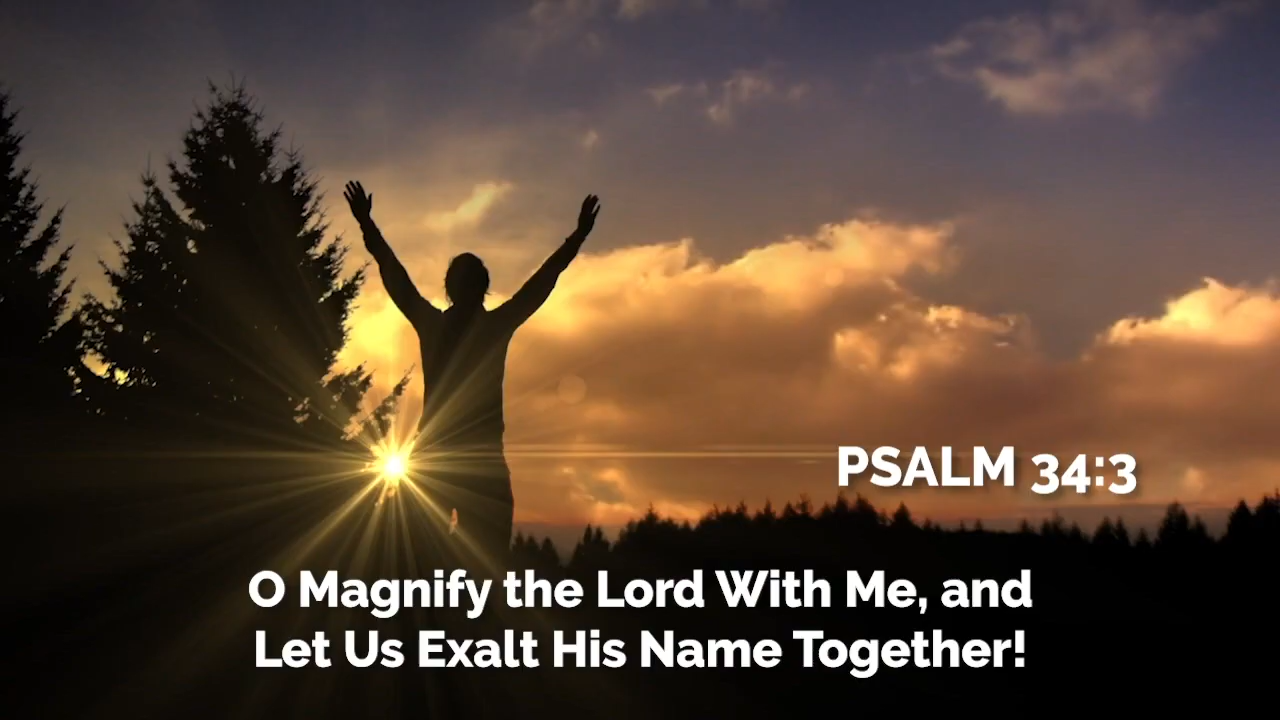 PSALM 34:3
O Magnify the Lord With Me, and
Let Us Exalt His Name Together!